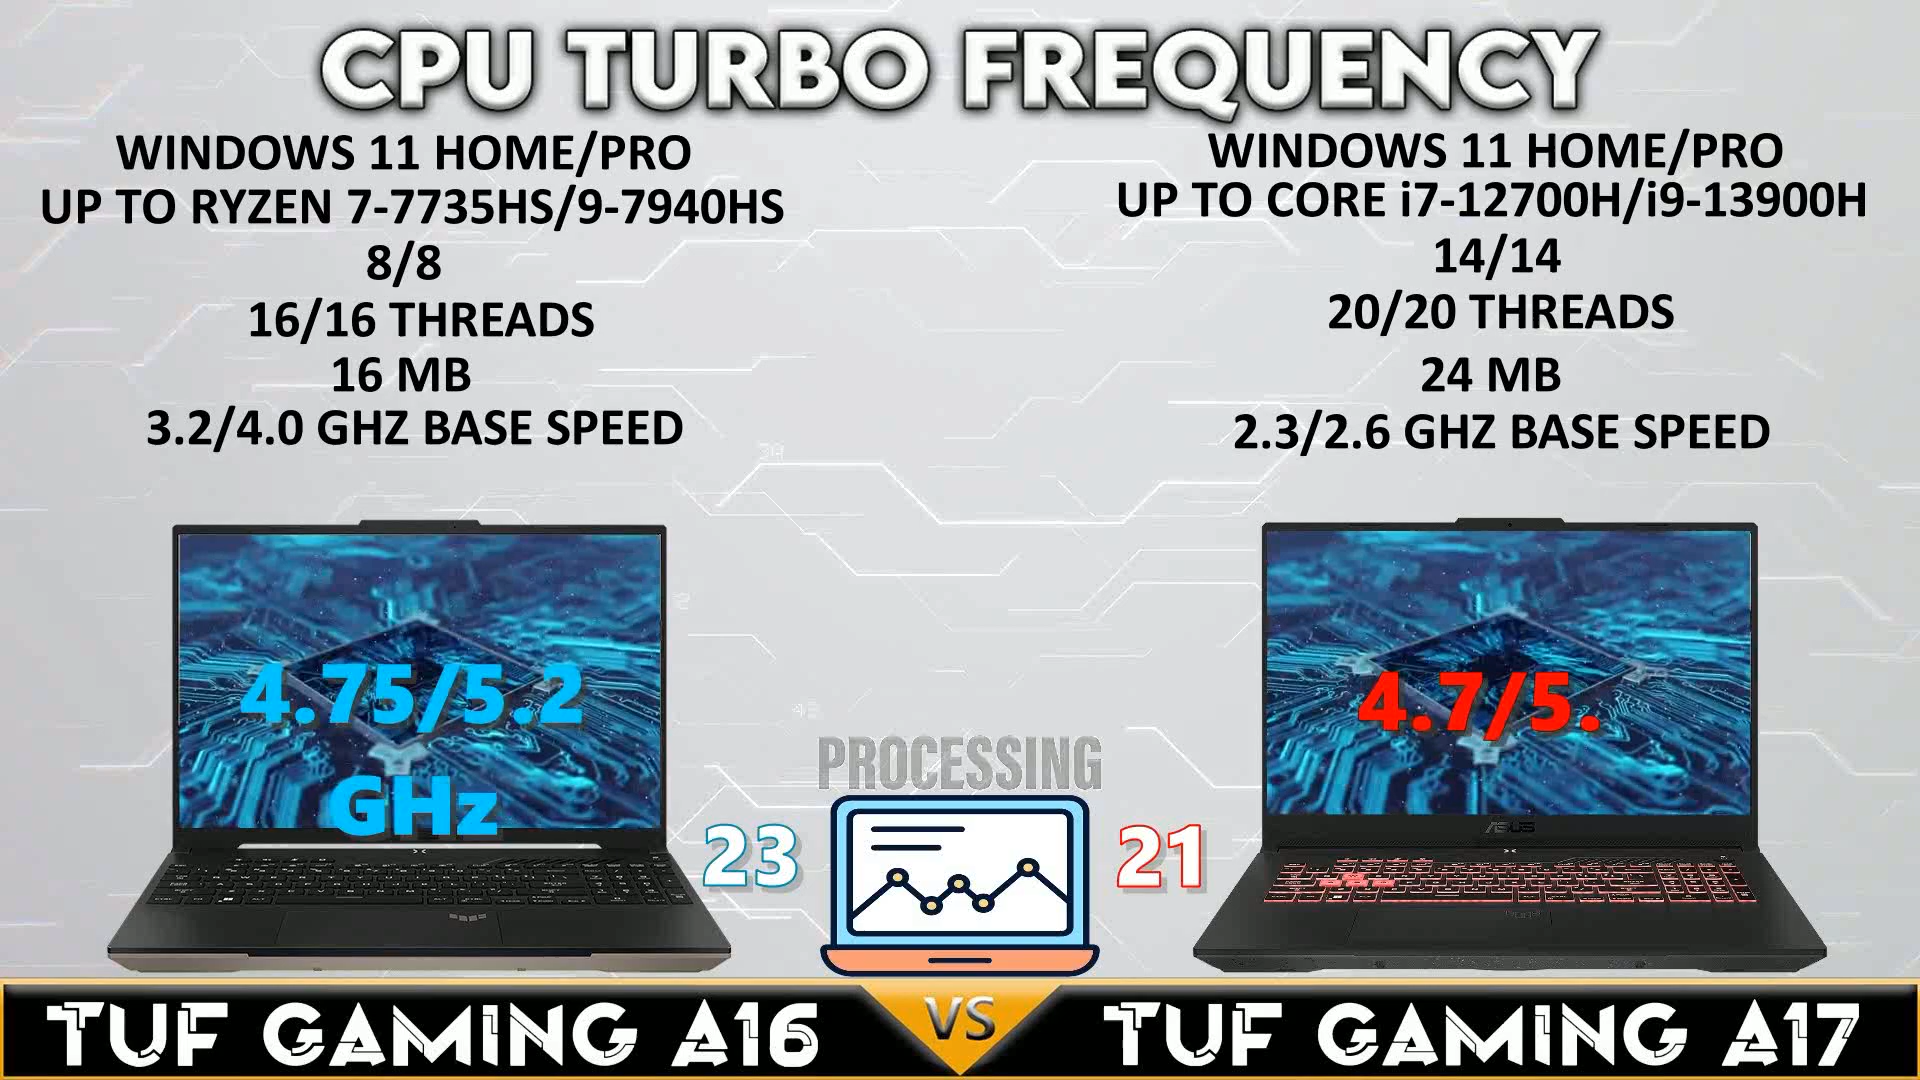 CPU TURBO FREQUENCY
WINDOWS 11 HOME/PRO
UP TO RYZEN 7-7735HS/9-7940HS
8/8
16/16 THREADS
16 MB
3.2/4.0 GHZ BASE SPEED
WINDOWS 11 HOME/PRO
UP TO CORE i7-12700H/i9-13900H
14/14
20/20 THREADS
24 MB
2.3/2.6 GHZ BASE SPEED
4.75/5.2
GHz
4.7/5.
ASUS
PROCESSING
23
21
TUF GAMING A16
VS
TUF GAMING A17